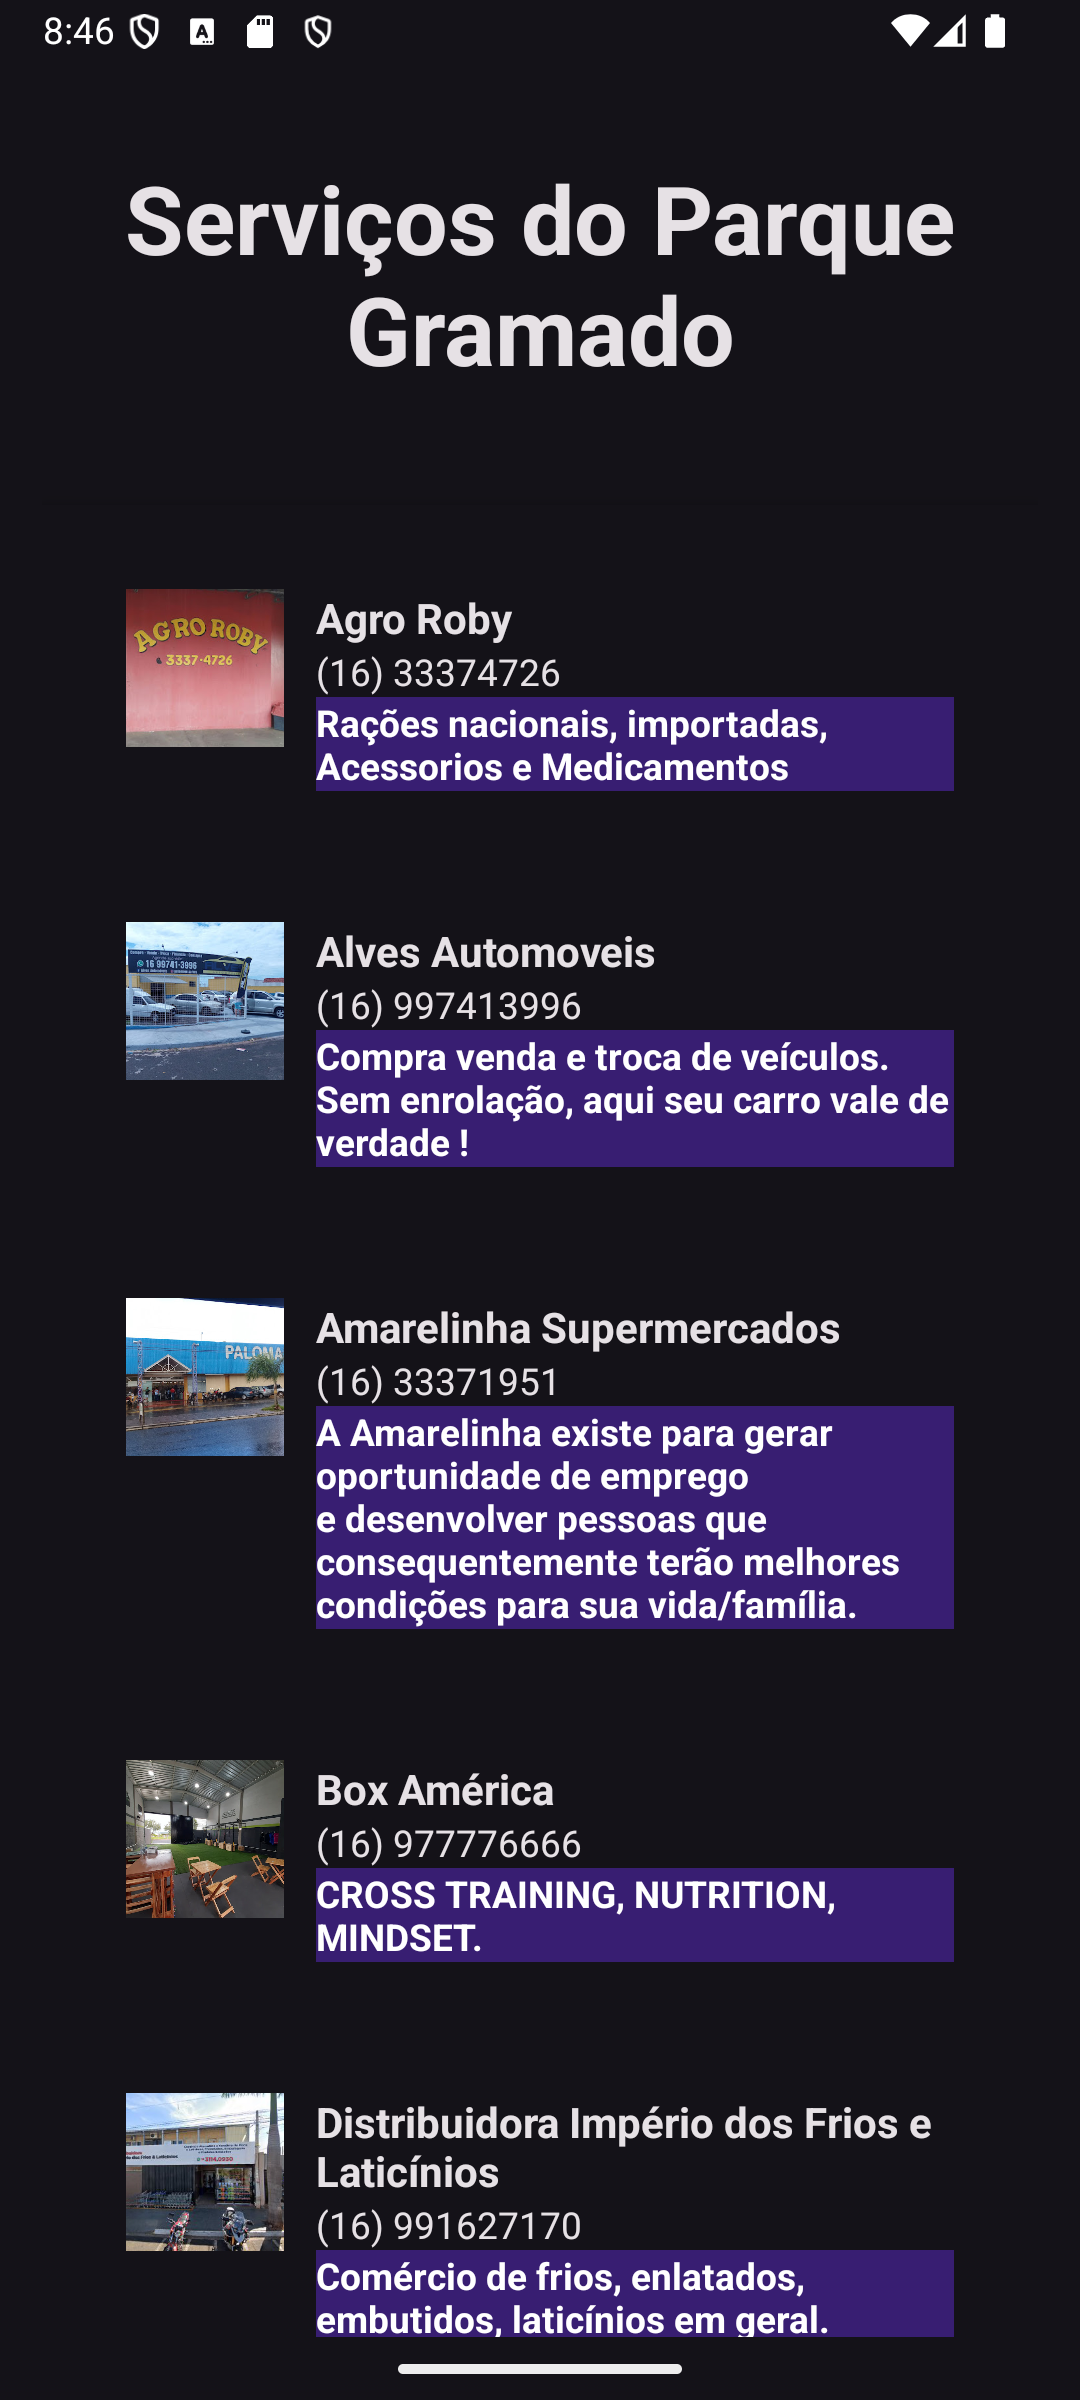 8:46
Serviços do Parque
Gramado
AGRO ROBY
3337-4726
Agro Roby
(16) 33374726
Rações nacionais, importadas,
Acessorios e Medicamentos
16 99741-3996
Alves Automoveis
(16) 997413996
Compra venda e troca de veículos.
Sem enrolação, aqui seu carro vale de
verdade !
PALOMA
Amarelinha Supermercados
(16) 33371951
A Amarelinha existe para gerar
oportunidade de emprego
e desenvolver pessoas que
consequentemente terão melhores
condições para sua vida/família.
Box América
(16) 977776666
CROSS TRAINING, NUTRITION,
MINDSET.
Distribuidora Império dos Frios e
Laticínios
(16) 991627170
Comércio de frios, enlatados,
embutidos, laticínios em geral.